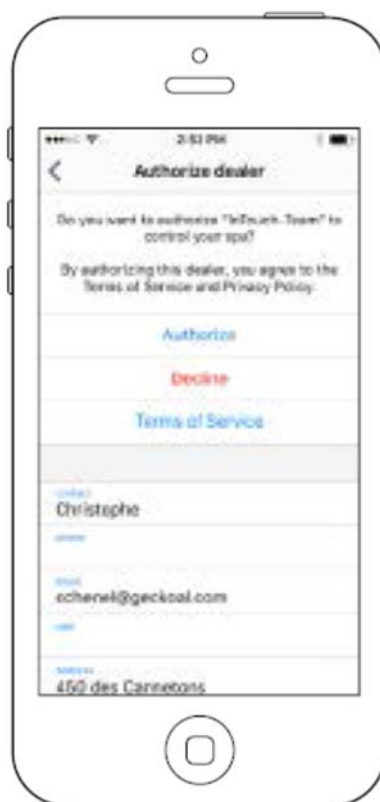 2:53 PM
Authorize dealer
Do you want to authorize "inTouch-Team" to
control your spa?
By authorizing this dealer, you agree to the
Terms of Service and Privacy Policy.
Authorize
Decline
Terms of Service
Christophe
cchenel@geckoal.com
450 des Cannetons